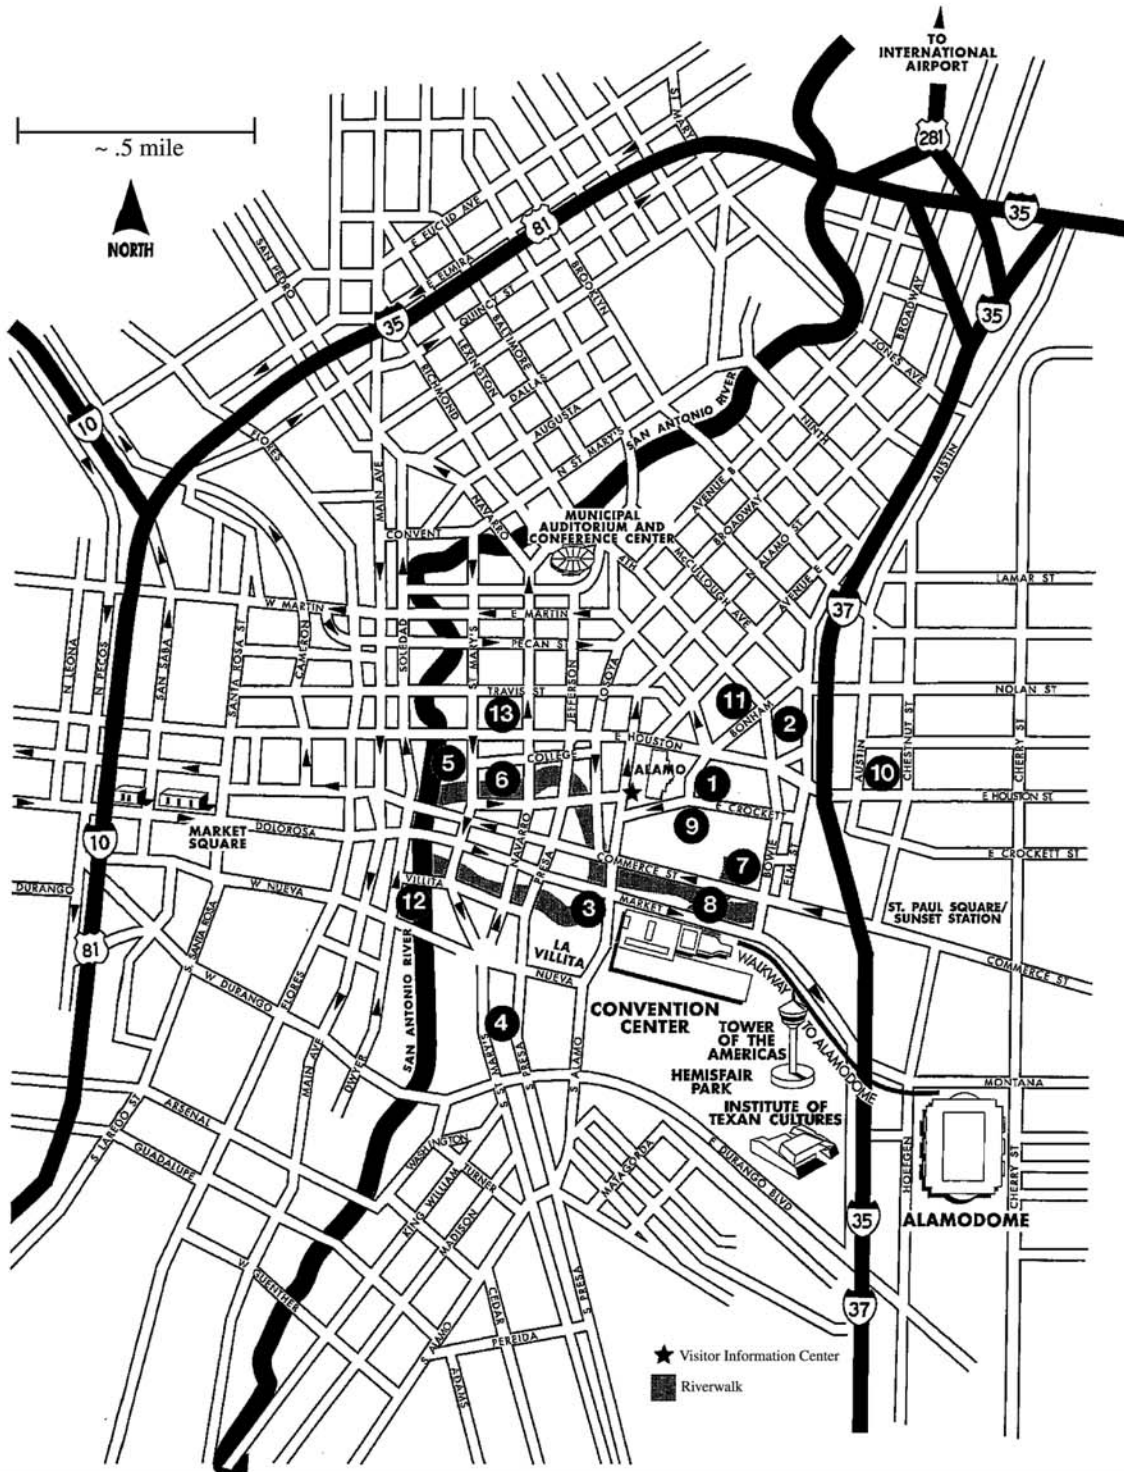 TO
INTERNATIONAL
AIRPORT
281
~ .5 mile
NORTH
ST MARY'S
35
81
E EUCLID AVE
ELMIRA
SAN PEDRO
BROOKLYN
QUINCY ST
BALTIMORE
LEXINGTON
DALLAS
RICHMOND
AUGUSTA
35
BROADWAY
35
JONES AVE
10
FLORES
MAIN AVE
N ST MARY'S
SAN ANTONIO RIVER
NINTH
AUSTIN
NAVARRO
CONVENT
MUNICIPAL
AUDITORIUM AND
CONFERENCE CENTER
AVENUE B
BROADWAY
N ALAMO ST
McCULLOUGH AVE
AVENUE E
4TH
37
LAMAR ST
W MARTIN
E MARTIN
PECAN ST
N LEONA
N PECOS
SAN SABA
SANTA ROSA ST
CAMERON
SOLEDAD
ST MARY'S
JEFFERSON
LOSOYA
TRAVIS ST
NOLAN ST
13
11
BONHAM
2
E HOUSTON
COLLEGE
ALAMO
5
6
1
AUSTIN
CHESTNUT ST
CHERRY ST
10
E HOUSTON ST
E CROCKETT
9
MARKET
SQUARE
DOLOROSA
NAVARRO
PRESA
COMMERCE ST
7
BOWIE
ELM ST
E CROCKETT ST
10
DURANGO
W NUEVA
VILLITA
12
3
MARKET
8
ST. PAUL SQUARE/
SUNSET STATION
81
S SANTA ROSA
W DURANGO
FLORES
SAN ANTONIO RIVER
LA
VILLITA
NUEVA
WALKWAY TO ALAMODOME
COMMERCE ST
CONVENTION
CENTER
4
TOWER
OF THE
AMERICAS
HEMISFAIR
PARK
INSTITUTE OF
TEXAN CULTURES
MONTANA
MAIN AVE
DWYER
S ST MARY'S
S PRESA
S ALAMO
ARSENAL
S LAREDO ST
GUADALUPE
WASHINGTON
KING WILLIAM
TURNER
MADISON
MATAGORDA
E DURANGO BLVD
HOEFGEN
CHERRY ST
ALAMODOME
35
37
W GUENTHER
CEDAR
S PRESA
S ALAMO
PEREIDA
ADAMS
Visitor Information Center
Riverwalk